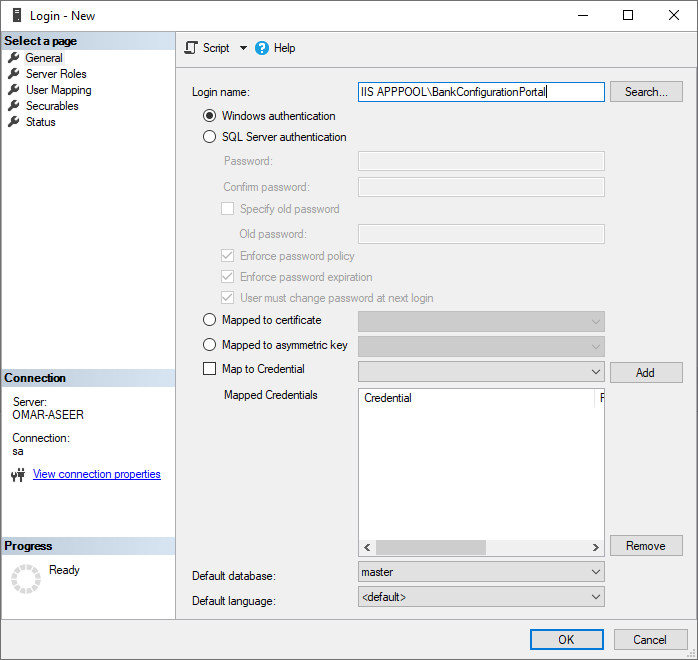 Login - New
Select a page
General
Server Roles
User Mapping
Securables
Status
Connection
Server:
OMAR-ASEER
Connection:
sa
View connection properties
Progress
Ready
Script
Help
Login name:
IIS APPPOOL\BankConfigurationPortal
Search...
Windows authentication
SQL Server authentication
Password:
Confirm password:
Specify old password
Old password:
Enforce password policy
Enforce password expiration
User must change password at next login
Mapped to certificate
Mapped to asymmetric key
Map to Credential
Add
Mapped Credentials
Credential
Remove
Default database:
master
Default language:
<default>
OK
Cancel